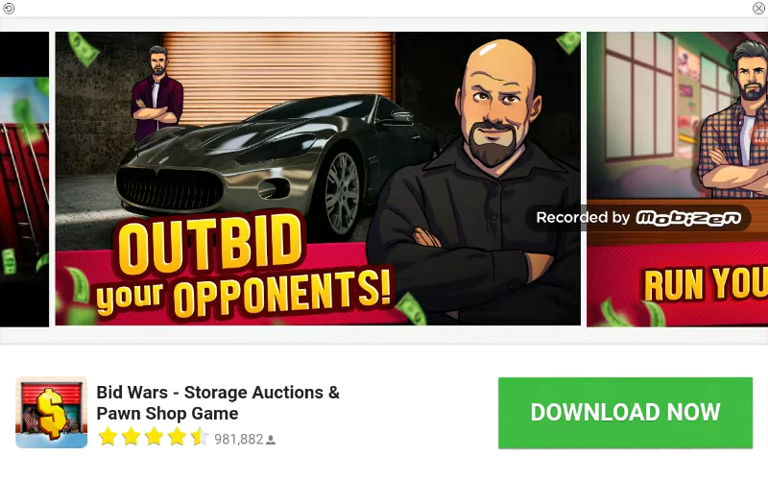 OUTBID
your OPPONENTS!
Recorded by mobizen
RUN YOU
Bid Wars - Storage Auctions &
Pawn Shop Game
981,882
DOWNLOAD NOW
$